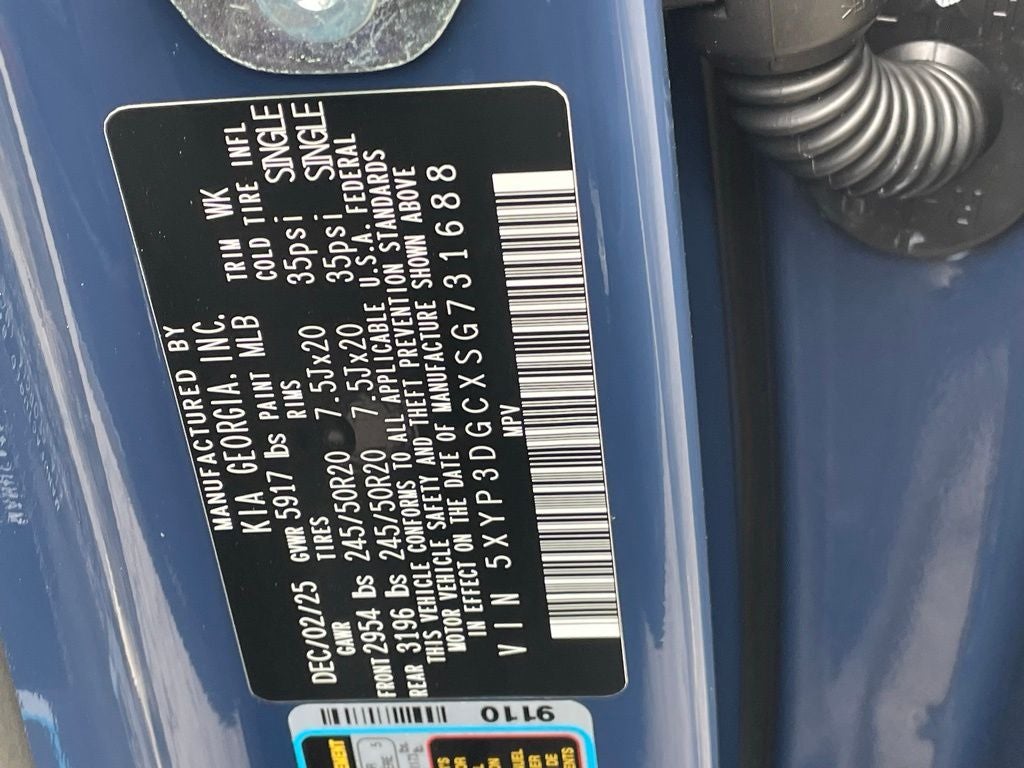 MANUFACTURED BY
KIA GEORGIA. INC.
DEC/02/25 GVWR 5917 lbs PAINT MLB TRIM WK
GAWR TIRES RIMS COLD TIRE INFL
FRONT 2954 lbs 245/50R20 7.5Jx20 35psi SINGLE
REAR 3196 lbs 245/50R20 7.5Jx20 35psi SINGLE
THIS VEHICLE CONFORMS TO ALL APPLICABLE U.S.A. FEDERAL
MOTOR VEHICLE SAFETY AND THEFT PREVENTION STANDARDS
IN EFFECT ON THE DATE OF MANUFACTURE SHOWN ABOVE
VIN 5XYP3DGCXSG731688
MPV
9110
DE